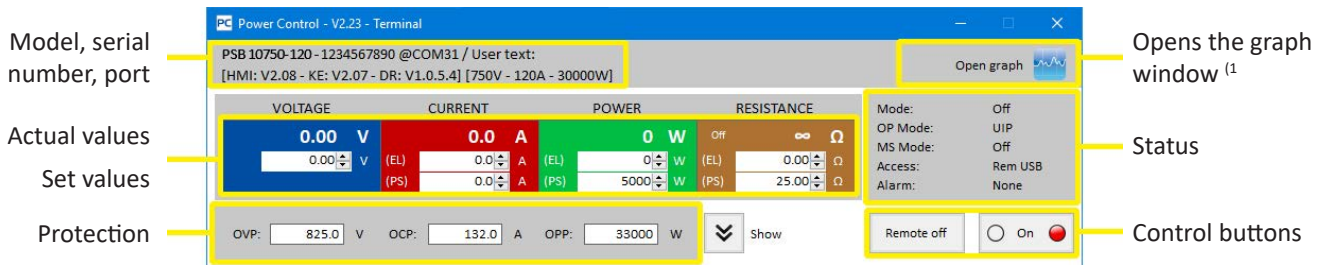 PC Power Control - V2.23 - Terminal
Model, serial
number, port
PSB 10750-120 - 1234567890 @COM31 / User text:
[HMI: V2.08 - KE: V2.07 - DR: V1.0.5.4] [750V - 120A - 30000W]
Open graph
Opens the graph
window (1
VOLTAGE CURRENT POWER RESISTANCE
Actual values
0.00 V 0.0 A 0 W Off ∞ Ω
Set values
0.00 V (EL) 0.0 A (EL) 0 W (EL) 0.00 Ω
(PS) 0.0 A (PS) 5000 W (PS) 25.00 Ω
Mode: Off
OP Mode: UIP
MS Mode: Off
Access: Rem USB
Alarm: None
Status
Protection
OVP: 825.0 V OCP: 132.0 A OPP: 33000 W Show
Remote off On
Control buttons